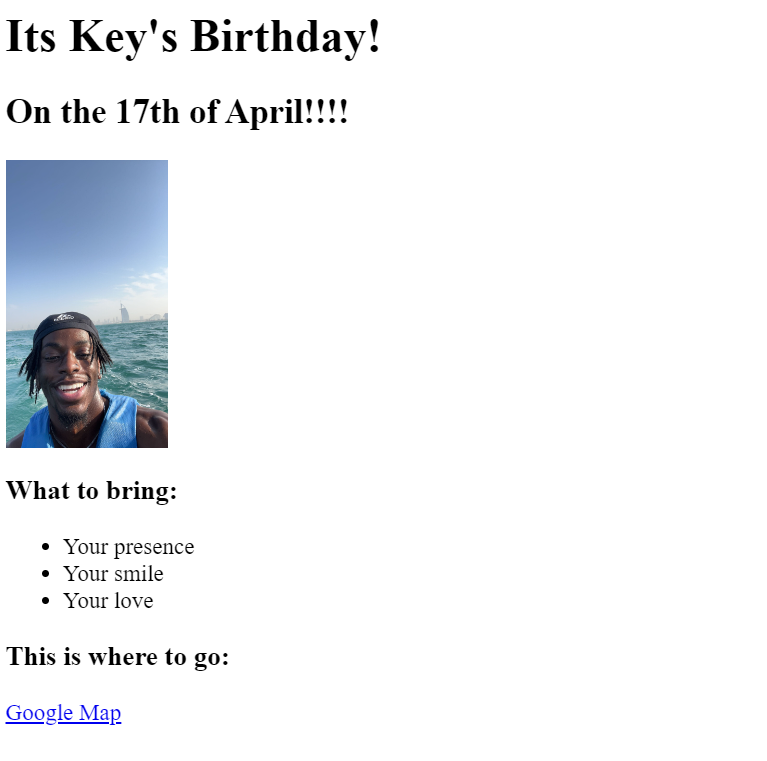 Its Key's Birthday!
On the 17th of April!!!!
What to bring:
Your presence
Your smile
Your love
This is where to go:
Google Map